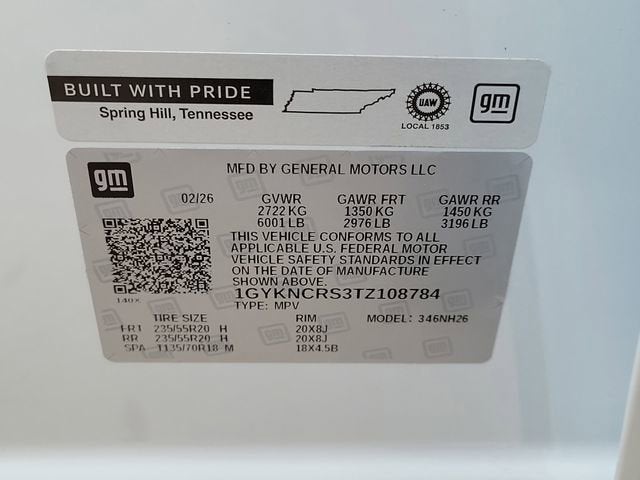 BUILT WITH PRIDE
Spring Hill, Tennessee
UAW
LOCAL 1853
gm
gm
MFD BY GENERAL MOTORS LLC
02/26 GVWR GAWR FRT GAWR RR
2722 KG 1350 KG 1450 KG
6001 LB 2976 LB 3196 LB
THIS VEHICLE CONFORMS TO ALL
APPLICABLE U.S. FEDERAL MOTOR
VEHICLE SAFETY STANDARDS IN EFFECT
ON THE DATE OF MANUFACTURE
SHOWN ABOVE.
1GYKNCRS3TZ108784
140X
TYPE: MPV
TIRE SIZE RIM MODEL: 346NH26
FRT 235/55R20 H 20X8J
RR 235/55R20 H 20X8J
SPA T135/70R18 M 18X4.5B